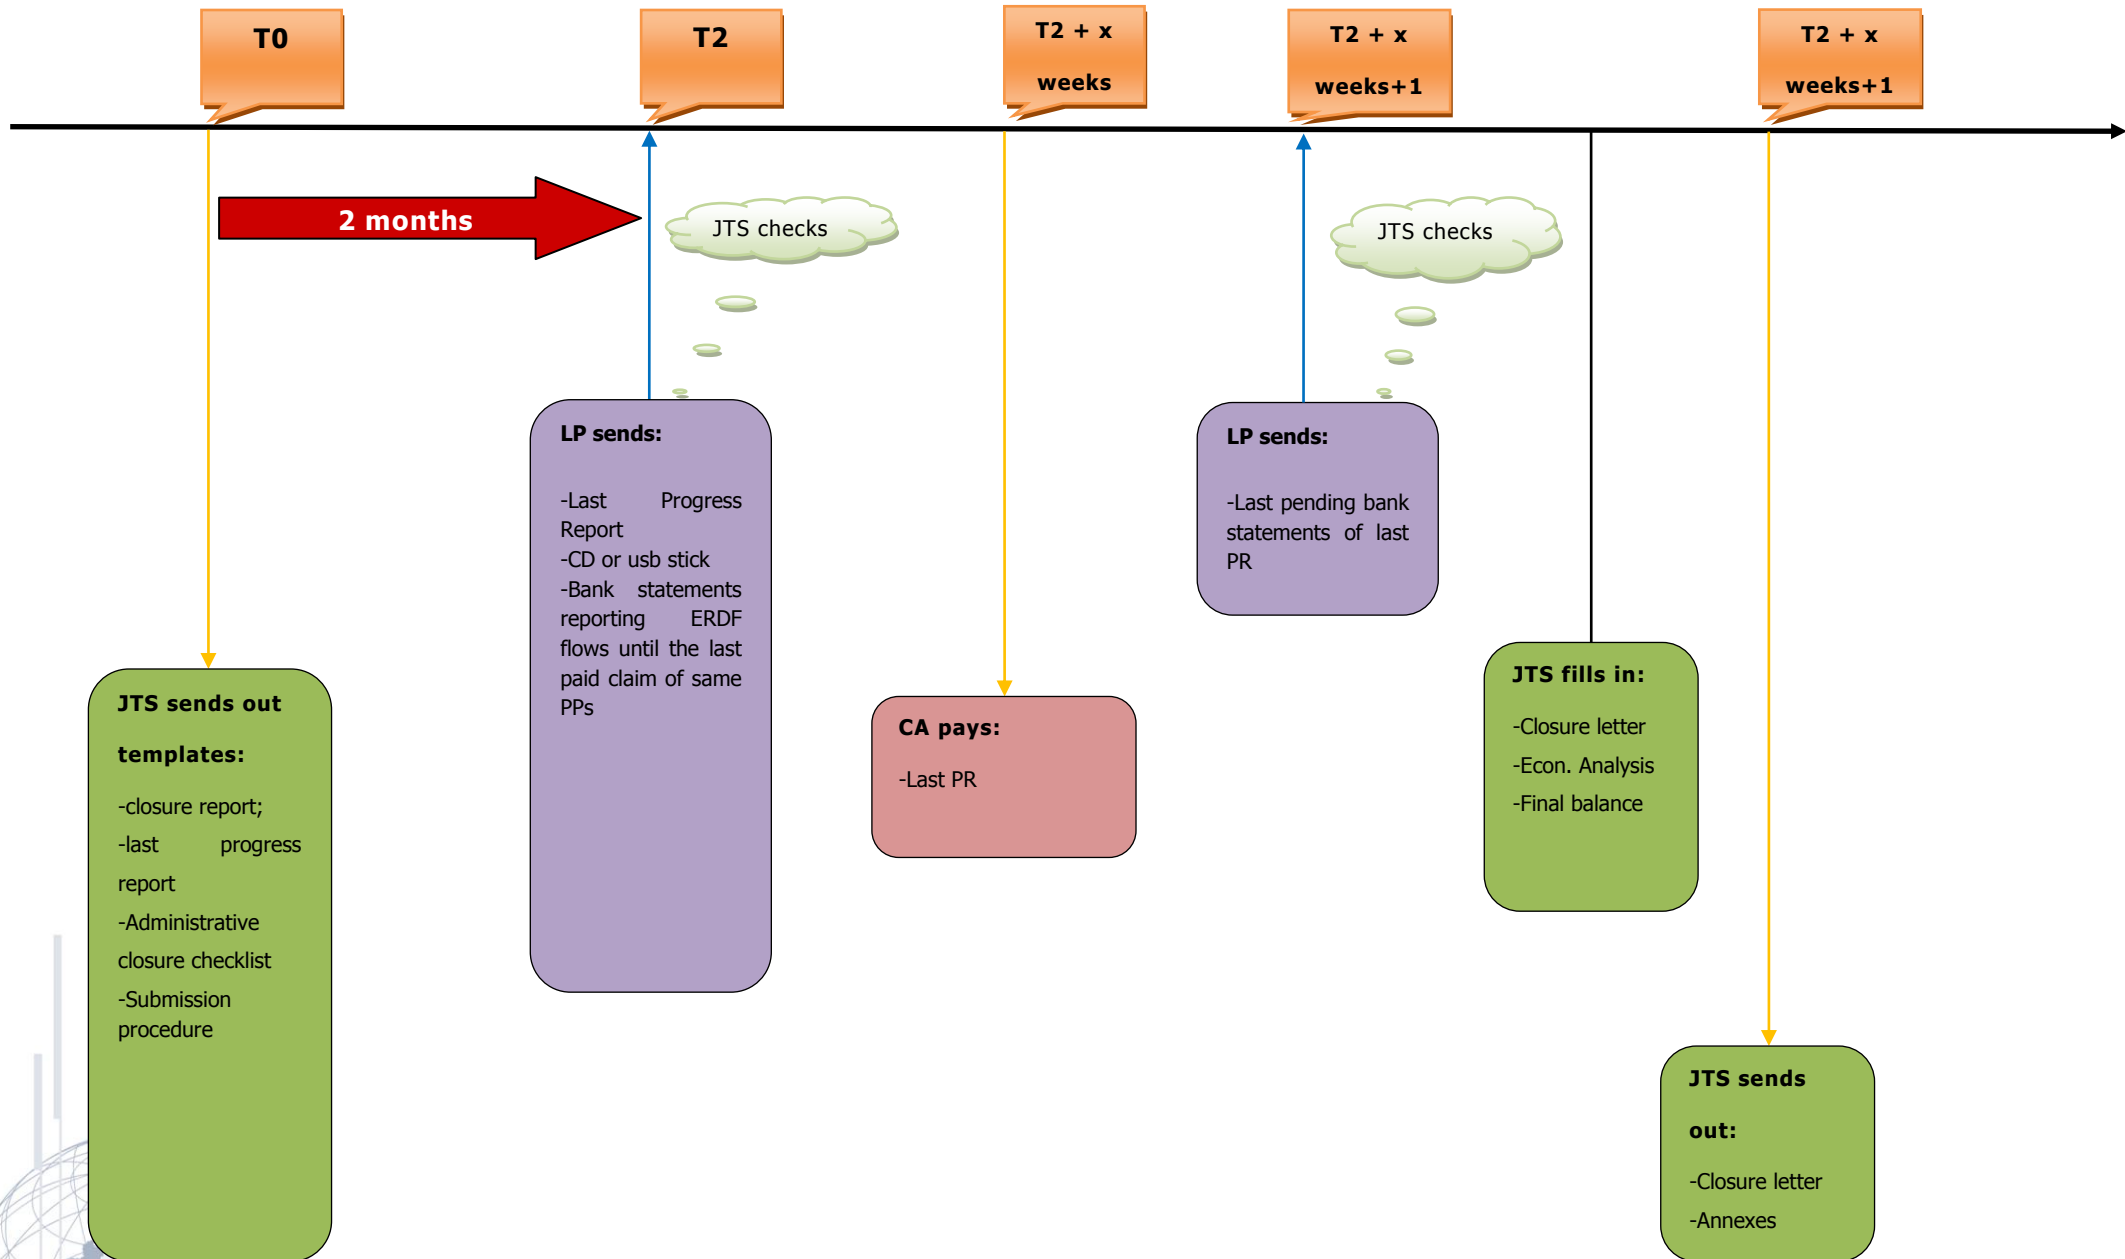 T0
T2
T2 + x
weeks
T2 + x
weeks+1
T2 + x
weeks+1
2 months
JTS checks
JTS checks
LP sends:
-Last Progress
Report
-CD or usb stick
-Bank statements
reporting ERDF
flows until the last
paid claim of same
PPs
LP sends:
-Last pending bank
statements of last
PR
JTS sends out
templates:
-closure report;
-last progress
report
-Administrative
closure checklist
-Submission
procedure
CA pays:
-Last PR
JTS fills in:
-Closure letter
-Econ. Analysis
-Final balance
JTS sends
out:
-Closure letter
-Annexes